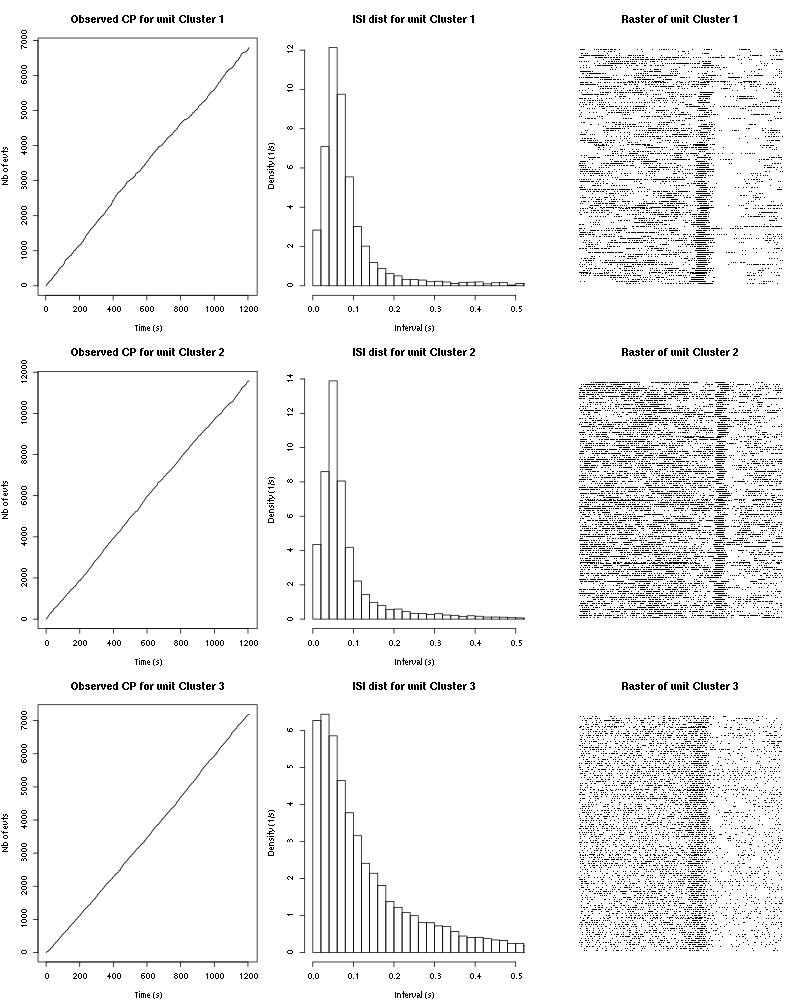 Observed CP for unit Cluster 1
ISI dist for unit Cluster 1
Raster of unit Cluster 1
Nb of evts
0
1000
2000
3000
4000
5000
6000
7000
0 200 400 600 800 1000 1200
Time (s)
Density (1/s)
0
2
4
6
8
10
12
0.0 0.1 0.2 0.3 0.4 0.5
Interval (s)
Observed CP for unit Cluster 2
ISI dist for unit Cluster 2
Raster of unit Cluster 2
Nb of evts
0
2000
4000
6000
8000
10000
12000
0 200 400 600 800 1000 1200
Time (s)
Density (1/s)
0
2
4
6
8
10
12
14
0.0 0.1 0.2 0.3 0.4 0.5
Interval (s)
Observed CP for unit Cluster 3
ISI dist for unit Cluster 3
Raster of unit Cluster 3
Nb of evts
0
1000
2000
3000
4000
5000
6000
7000
0 200 400 600 800 1000 1200
Time (s)
Density (1/s)
0
1
2
3
4
5
6
0.0 0.1 0.2 0.3 0.4 0.5
Interval (s)